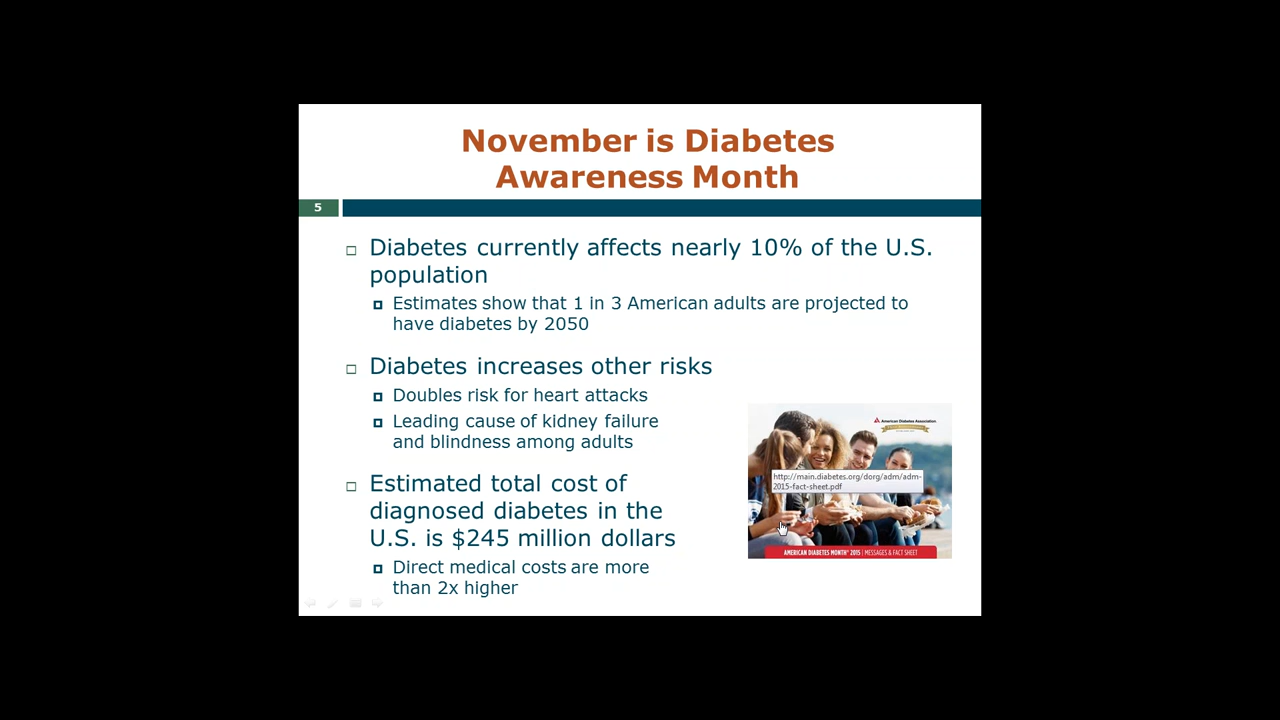 November is Diabetes
Awareness Month
5
Diabetes currently affects nearly 10% of the U.S.
population
Estimates show that 1 in 3 American adults are projected to
have diabetes by 2050
Diabetes increases other risks
Doubles risk for heart attacks
Leading cause of kidney failure
and blindness among adults
Estimated total cost of
diagnosed diabetes in the
U.S. is $245 million dollars
Direct medical costs are more
than 2x higher
American Diabetes Association
http://main.diabetes.org/dorg/adm/adm-
2015-fact-sheet.pdf
AMERICAN DIABETES MONTH® 2015 | MESSAGES & FACT SHEET